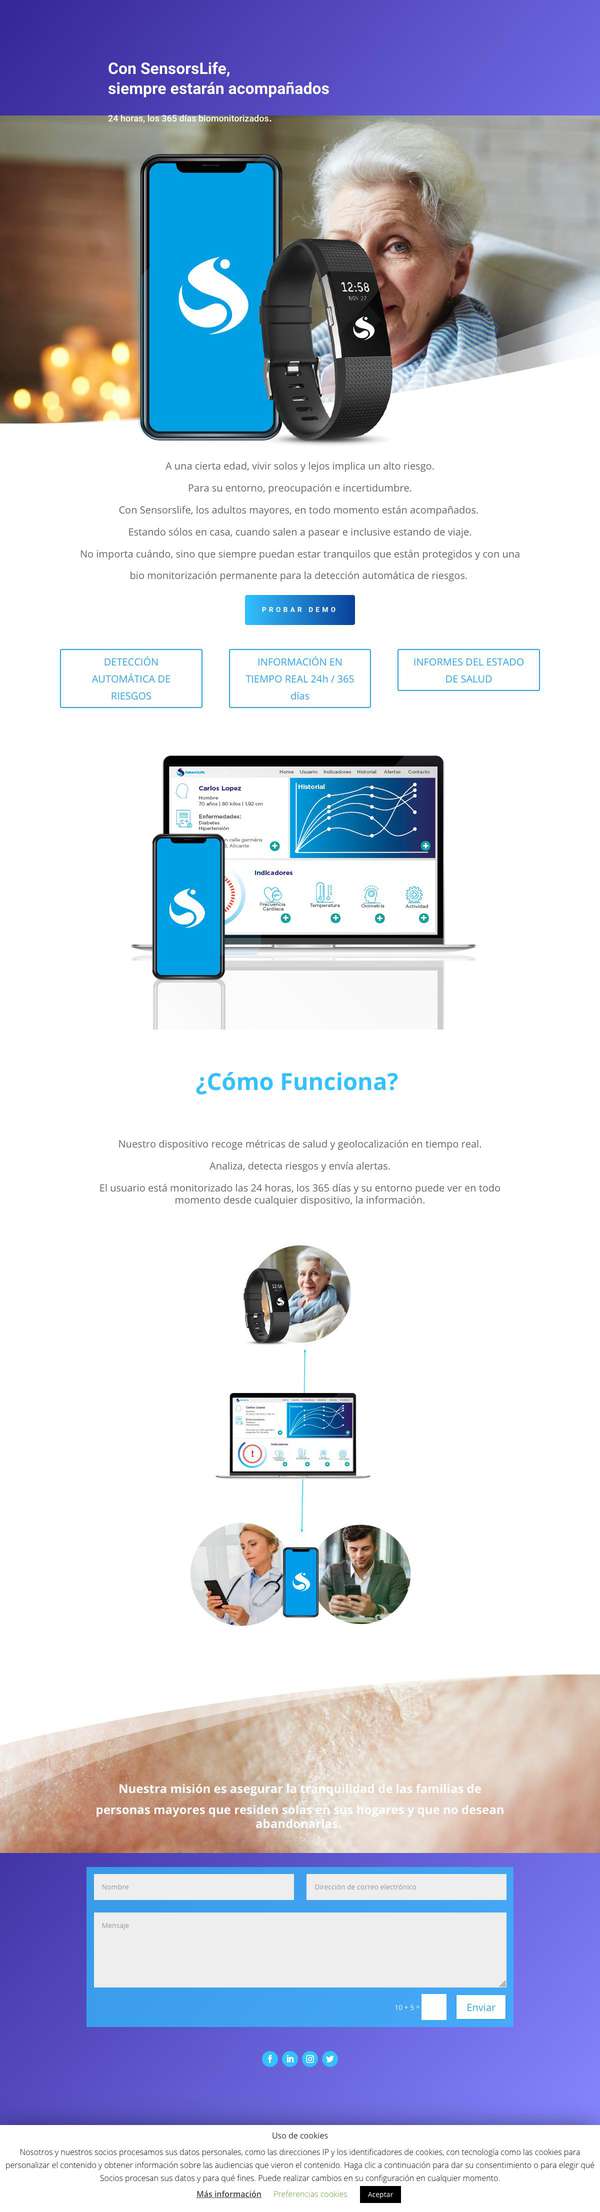 Con SensorsLife,
siempre estarán acompañados
24 horas, los 365 días biomonitorizados.
12:58
NOV 27
A una cierta edad, vivir solos y lejos implica un alto riesgo.
Para su entorno, preocupación e incertidumbre.
Con Sensorslife, los adultos mayores, en todo momento están acompañados.
Estando sólos en casa, cuando salen a pasear e inclusive estando de viaje.
No importa cuándo, sino que siempre puedan estar tranquilos que están protegidos y con una
bio monitorización permanente para la detección automática de riesgos.
PROBAR DEMO
DETECCIÓN
AUTOMÁTICA DE
RIESGOS
INFORMACIÓN EN
TIEMPO REAL 24h / 365
días
INFORMES DEL ESTADO
DE SALUD
Home Usuario Indicadores Historial Alertas Contacto
Carlos Lopez
Hombre
70 años | 80 kilos | 1,92 cm
Enfermedades:
Diabetes
Hipertensión
Historial
Indicadores
Frecuencia
Cardíaca
Temperatura
Oximetría
Actividad
¿Cómo Funciona?
Nuestro dispositivo recoge métricas de salud y geolocalización en tiempo real.
Analiza, detecta riesgos y envía alertas.
El usuario está monitorizado las 24 horas, los 365 días y su entorno puede ver en todo
momento desde cualquier dispositivo, la información.
Nuestra misión es asegurar la tranquilidad de las familias de
personas mayores que residen solas en sus hogares y que no desean
abandonarlas.
Nombre
Dirección de correo electrónico
Mensaje
10 + 5 =
Enviar
Uso de cookies
Nosotros y nuestros socios procesamos sus datos personales, como las direcciones IP y los identificadores de cookies, con tecnología como las cookies para
personalizar el contenido y obtener información sobre las audiencias que vieron el contenido. Haga clic a continuación para dar su consentimiento o para elegir qué
Socios procesan sus datos y para qué fines. Puede realizar cambios en su configuración en cualquier momento.
Más información Preferencias cookies Aceptar